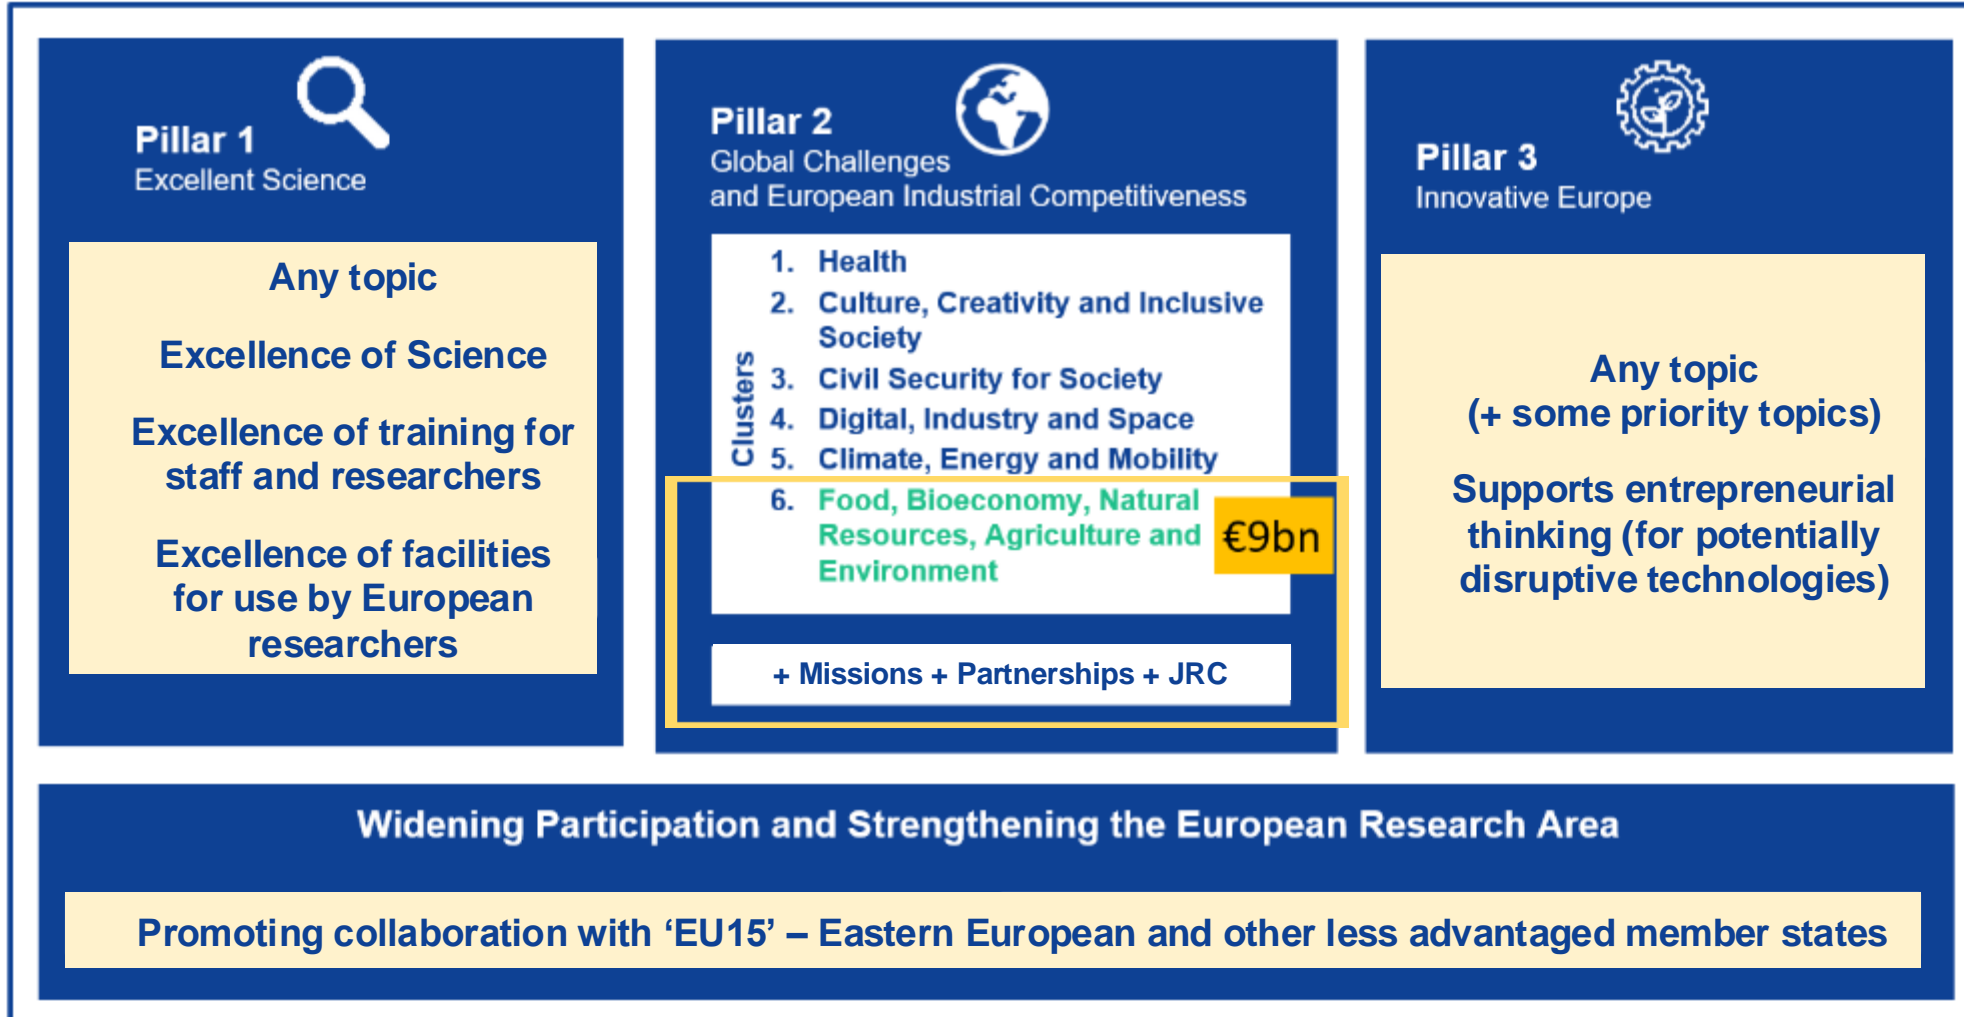 Pillar 1
Excellent Science
Any topic
Excellence of Science
Excellence of training for
staff and researchers
Excellence of facilities
for use by European
researchers
Pillar 2
Global Challenges
and European Industrial Competitiveness
Clusters
1. Health
2. Culture, Creativity and Inclusive
Society
3. Civil Security for Society
4. Digital, Industry and Space
5. Climate, Energy and Mobility
6. Food, Bioeconomy, Natural
Resources, Agriculture and
Environment
€9bn
+ Missions + Partnerships + JRC
Pillar 3
Innovative Europe
Any topic
(+ some priority topics)
Supports entrepreneurial
thinking (for potentially
disruptive technologies)
Widening Participation and Strengthening the European Research Area
Promoting collaboration with ‘EU15’ – Eastern European and other less advantaged member states